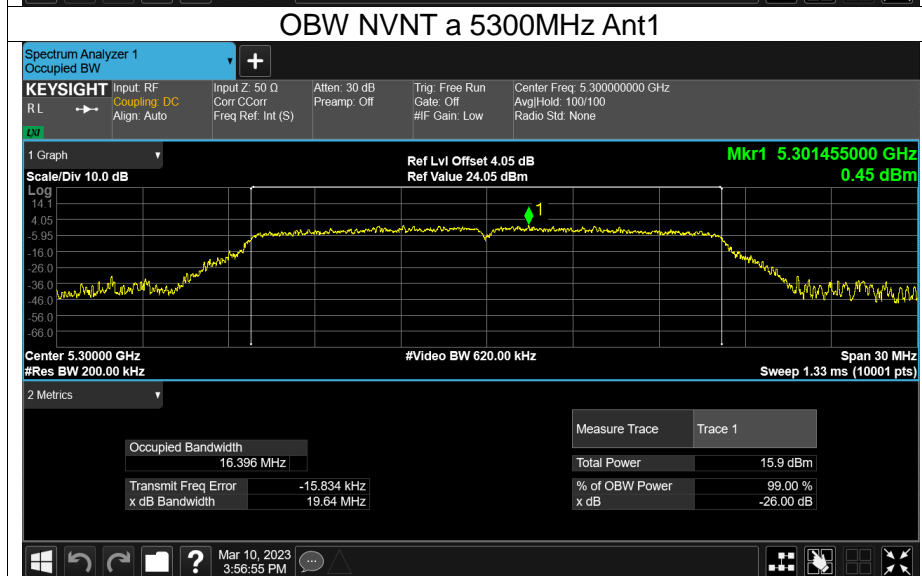 OBW NVNT a 5300MHz Ant1
Spectrum Analyzer 1
Occupied BW
+
KEYSIGHT
R L
LXI
Input: RF
Coupling: DC
Align: Auto
Input Z: 50 Ω
Corr CCorr
Freq Ref: Int (S)
Atten: 30 dB
Preamp: Off
Trig: Free Run
Gate: Off
#IF Gain: Low
Center Freq: 5.300000000 GHz
Avg|Hold: 100/100
Radio Std: None
1 Graph
Scale/Div 10.0 dB
Ref Lvl Offset 4.05 dB
Ref Value 24.05 dBm
Mkr1 5.301455000 GHz
0.45 dBm
Log
14.1
4.05
-5.95
-16.0
-26.0
-36.0
-46.0
-56.0
-66.0
1
Center 5.30000 GHz
#Res BW 200.00 kHz
#Video BW 620.00 kHz
Span 30 MHz
Sweep 1.33 ms (10001 pts)
2 Metrics
Occupied Bandwidth
16.396 MHz
Transmit Freq Error -15.834 kHz
x dB Bandwidth 19.64 MHz
Measure Trace Trace 1
Total Power 15.9 dBm
% of OBW Power 99.00 %
x dB -26.00 dB
?
Mar 10, 2023
3:56:55 PM